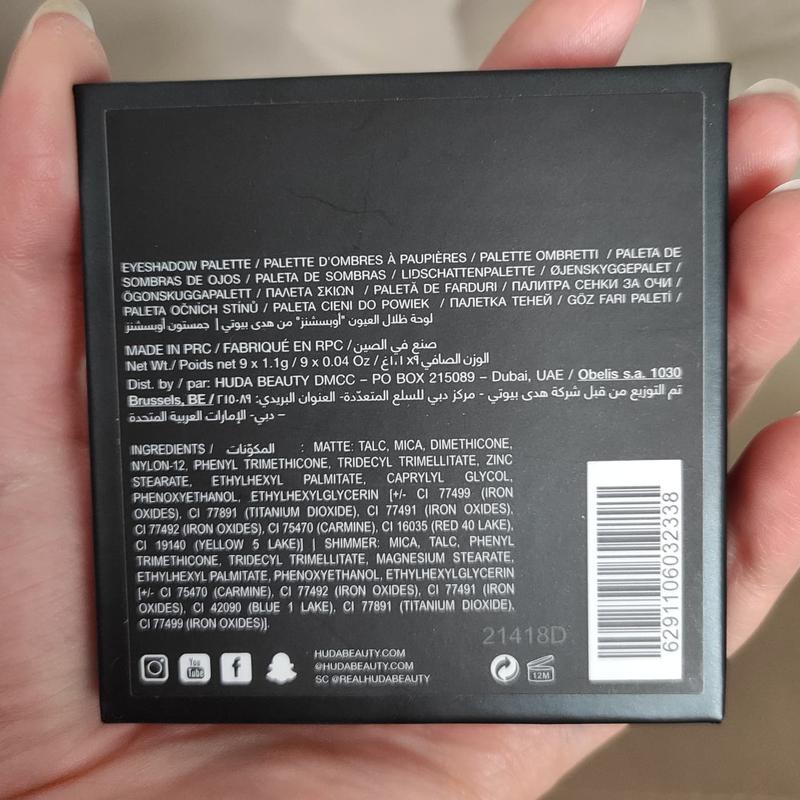 EYESHADOW PALETTE / PALETTE D'OMBRES À PAUPIÈRES / PALETTE OMBRETTI / PALETA DE
SOMBRAS DE OJOS / PALETA DE SOMBRAS / LIDSCHATTENPALETTE / ØJENSKYGGEPALET /
ÖGONSKUGGAPALETT / ΠΑΛΕΤΑ ΣΚΙΩΝ / PALETĂ DE FARDURI / ПАЛИТРА СЕНКИ ЗА ОЧИ /
PALETA OČNÍCH STÍNŮ / PALETA CIENI DO POWIEK / ПАЛЕТКА ТЕНЕЙ / GÖZ FARI PALETİ /
لوحة ظلال العيون "أوبسشنز" من هدى بيوتي | جمستون أوبسشنز
MADE IN PRC / FABRIQUÉ EN RPC / صنع في الصين
Net Wt./ Poids net 9 x 1.1g / 9 x 0.04 Oz / الوزن الصافي ٩x١،١غ
Dist. by / par: HUDA BEAUTY DMCC – PO BOX 215089 – Dubai, UAE / Obelis s.a. 1030
Brussels, BE / تم التوزيع من قبل شركة هدى بيوتي - مركز دبي للسلع المتعدّدة- العنوان البريدي: ٢١٥٠٨٩
– دبي- الإمارات العربية المتحدة
INGREDIENTS / المكوّنات : MATTE: TALC, MICA, DIMETHICONE,
NYLON-12, PHENYL TRIMETHICONE, TRIDECYL TRIMELLITATE, ZINC
STEARATE, ETHYLHEXYL PALMITATE, CAPRYLYL GLYCOL,
PHENOXYETHANOL, ETHYLHEXYLGLYCERIN [+/- CI 77499 (IRON
OXIDES), CI 77891 (TITANIUM DIOXIDE), CI 77491 (IRON OXIDES),
CI 77492 (IRON OXIDES), CI 75470 (CARMINE), CI 16035 (RED 40 LAKE),
CI 19140 (YELLOW 5 LAKE)] | SHIMMER: MICA, TALC, PHENYL
TRIMETHICONE, TRIDECYL TRIMELLITATE, MAGNESIUM STEARATE,
ETHYLHEXYL PALMITATE, PHENOXYETHANOL, ETHYLHEXYLGLYCERIN
[+/- CI 75470 (CARMINE), CI 77492 (IRON OXIDES), CI 77491 (IRON
OXIDES), CI 42090 (BLUE 1 LAKE), CI 77891 (TITANIUM DIOXIDE),
CI 77499 (IRON OXIDES)].
21418D
You Tube
HUDABEAUTY.COM
@HUDABEAUTY.COM
SC @REALHUDABEAUTY
12M
6291106032338